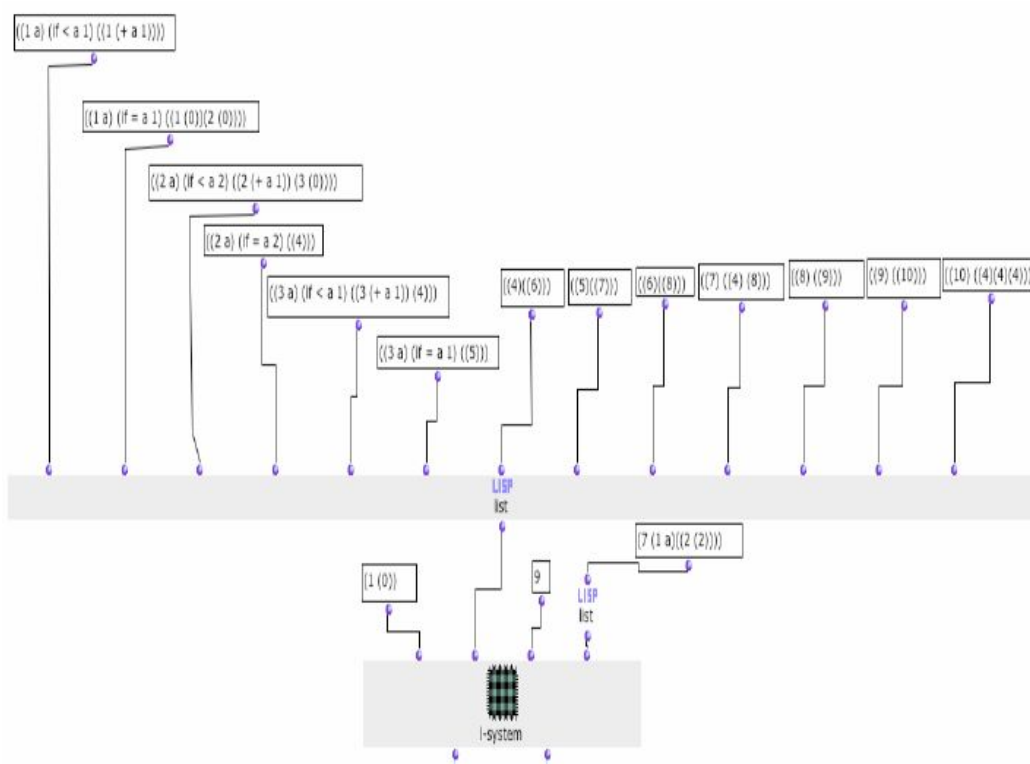 ((1 a) (if < a 1) ((1 (+ a 1))))
((1 a) (if = a 1) ((1 (0))(2 (0))))
((2 a) (if < a 2) ((2 (+ a 1)) (3 (0))))
((2 a) (if = a 2) ((4)))
((3 a) (if < a 1) ((3 (+ a 1)) (4)))
((3 a) (if = a 1) ((5)))
((4)((6)))
((5)((7)))
((6)((8)))
((7) ((4) (8)))
((8) ((9)))
((9) ((10)))
((10) ((4)(4)(4)))
LISP
list
(7 (1 a)((2 (2))))
(1 (0))
9
LISP
list
l-system